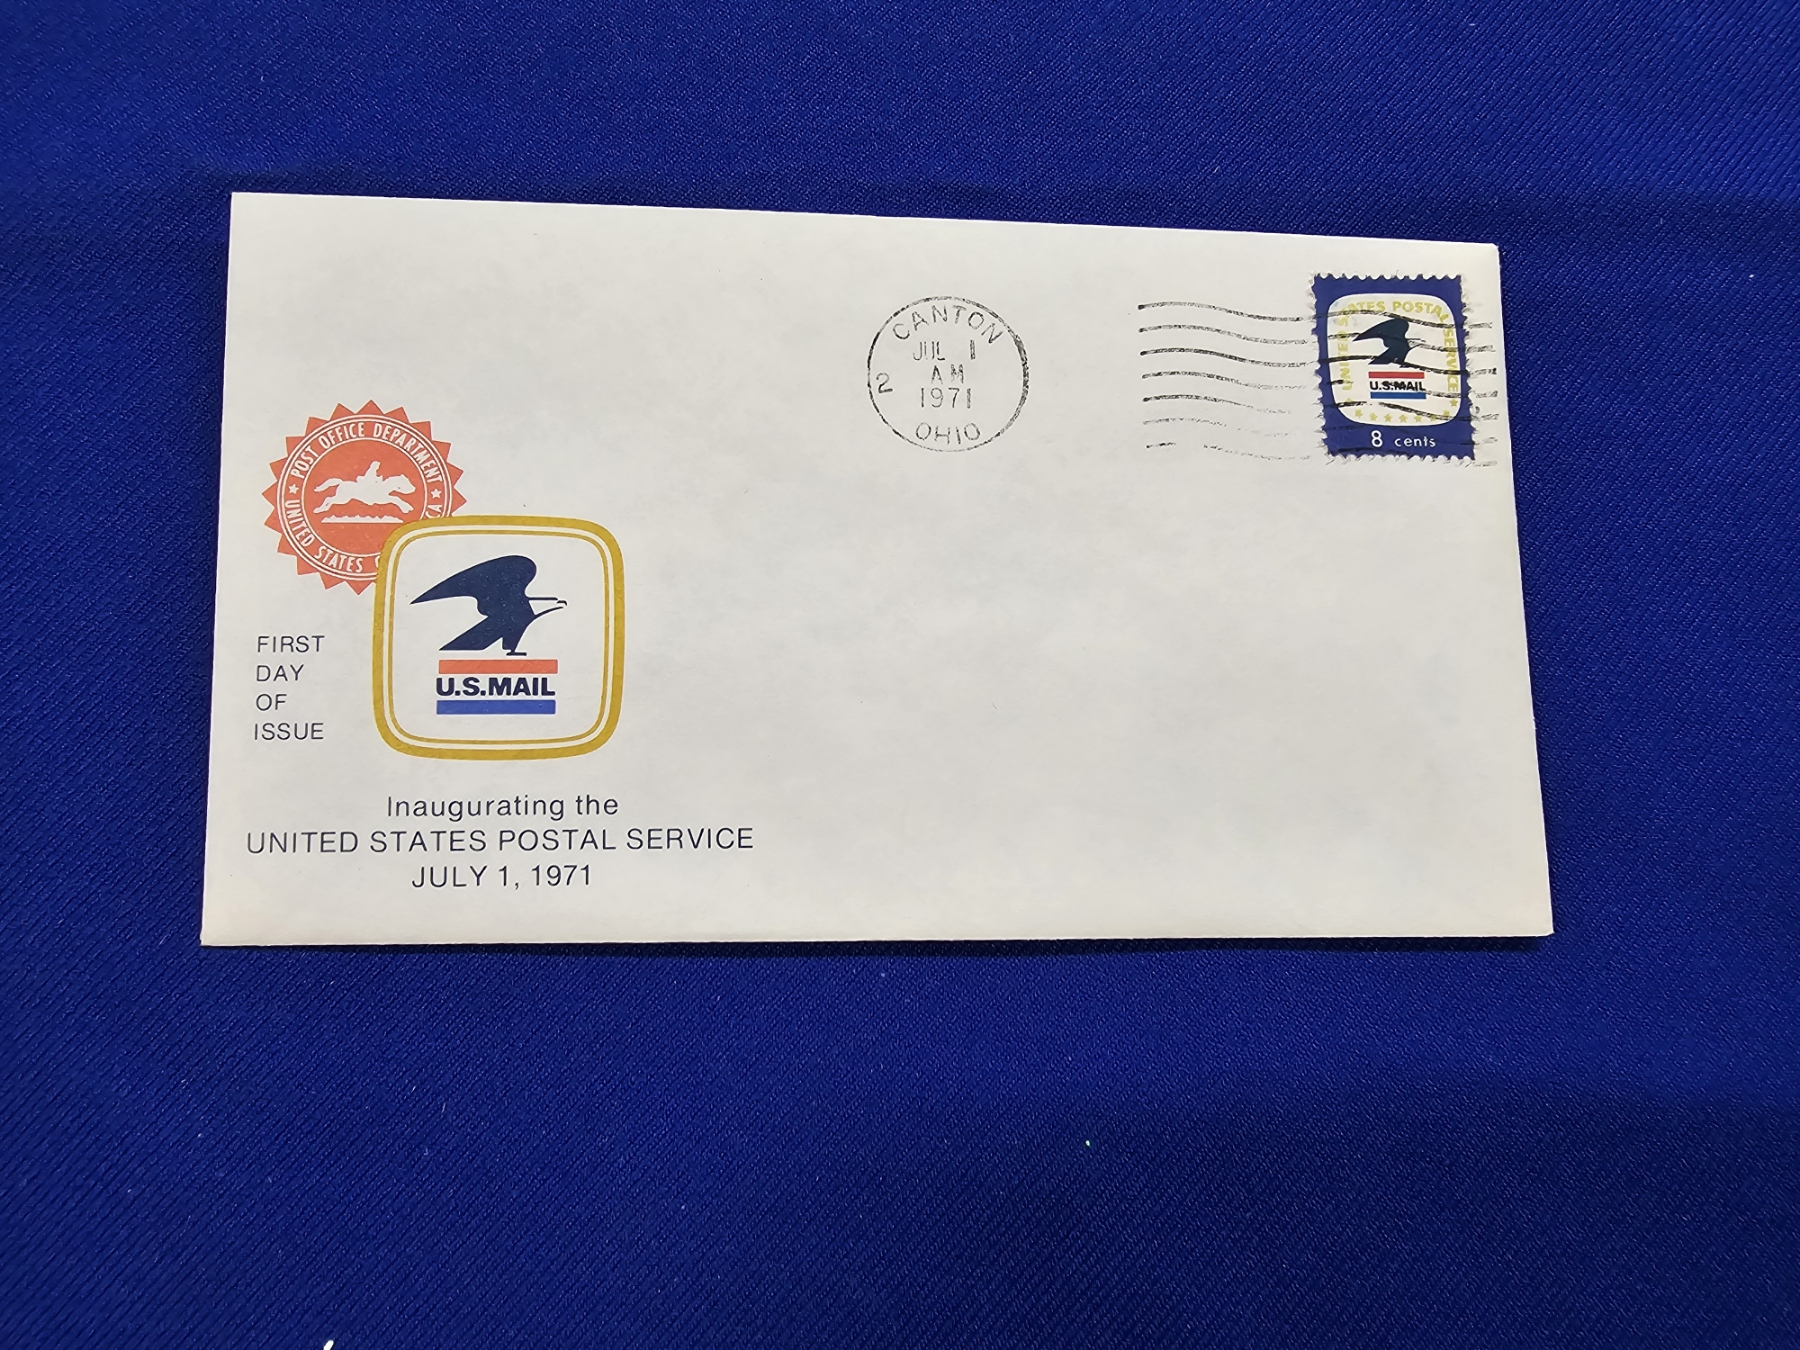 CANTON
JUL 1
AM
2
1971
OHIO
UNITED STATES POSTAL SERVICE
U.S.MAIL
8 cents
POST OFFICE DEPARTMENT
UNITED STATES
FIRST
DAY
OF
ISSUE
U.S.MAIL
Inaugurating the
UNITED STATES POSTAL SERVICE
JULY 1, 1971